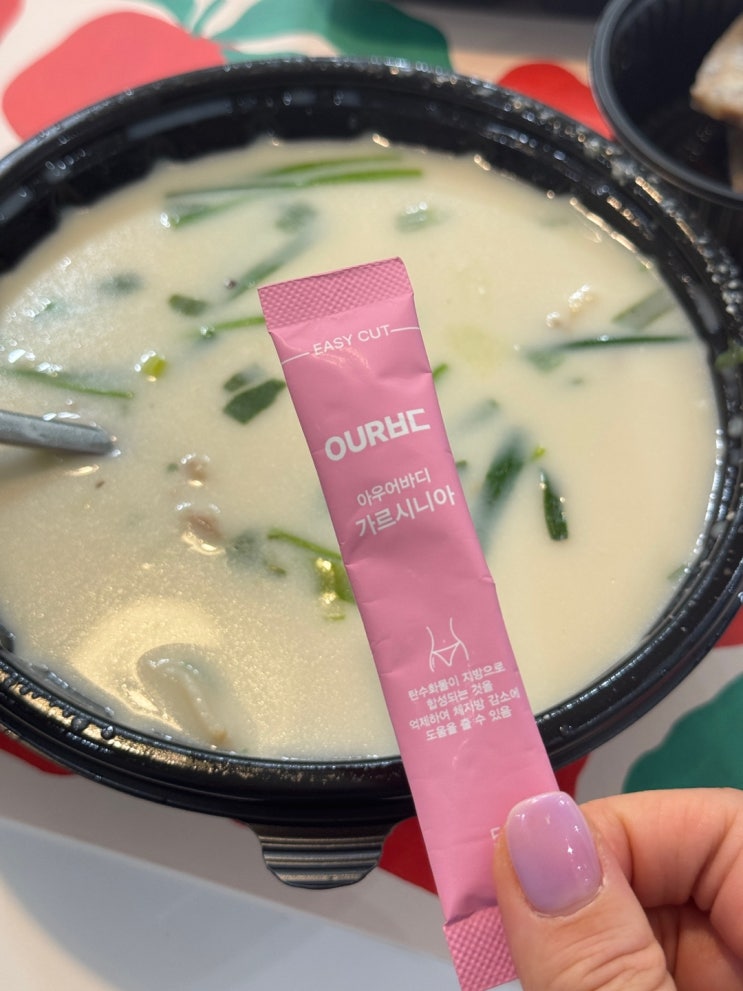 EASY CUT
OURㅂㄷ
아우어바디
가르시니아
탄수화물이 지방으로
합성되는 것을
억제하여 체지방 감소에
도움을 줄 수 있음